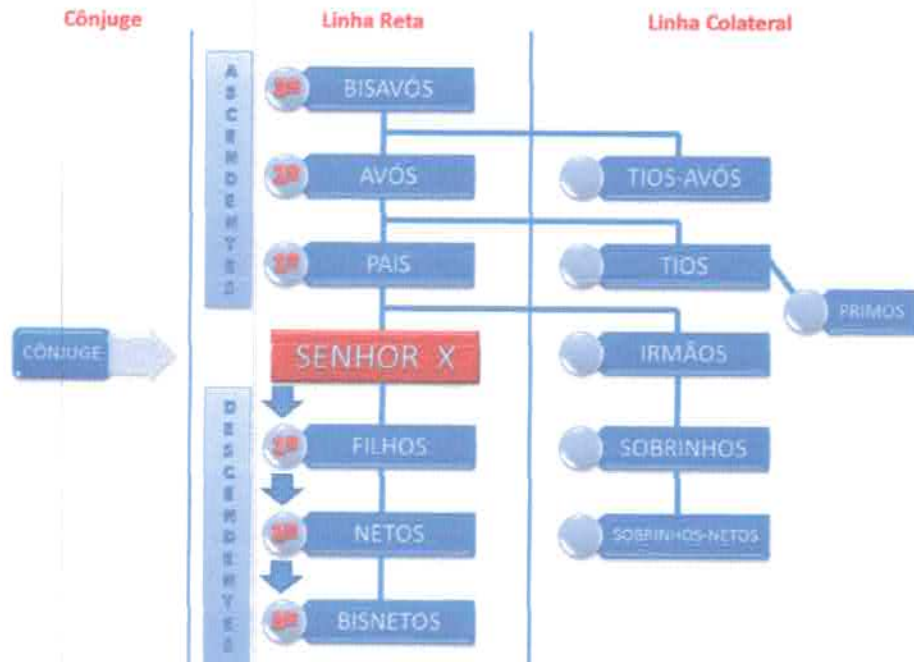 Cônjuge
Linha Reta
Linha Colateral
ASCENDENTES
BISAVÓS
AVÓS
TIOS-AVÓS
PAIS
TIOS
PRIMOS
CÔNJUGE
SENHOR X
IRMÃOS
DESCENDENTES
FILHOS
SOBRINHOS
NETOS
SOBRINHOS-NETOS
BISNETOS